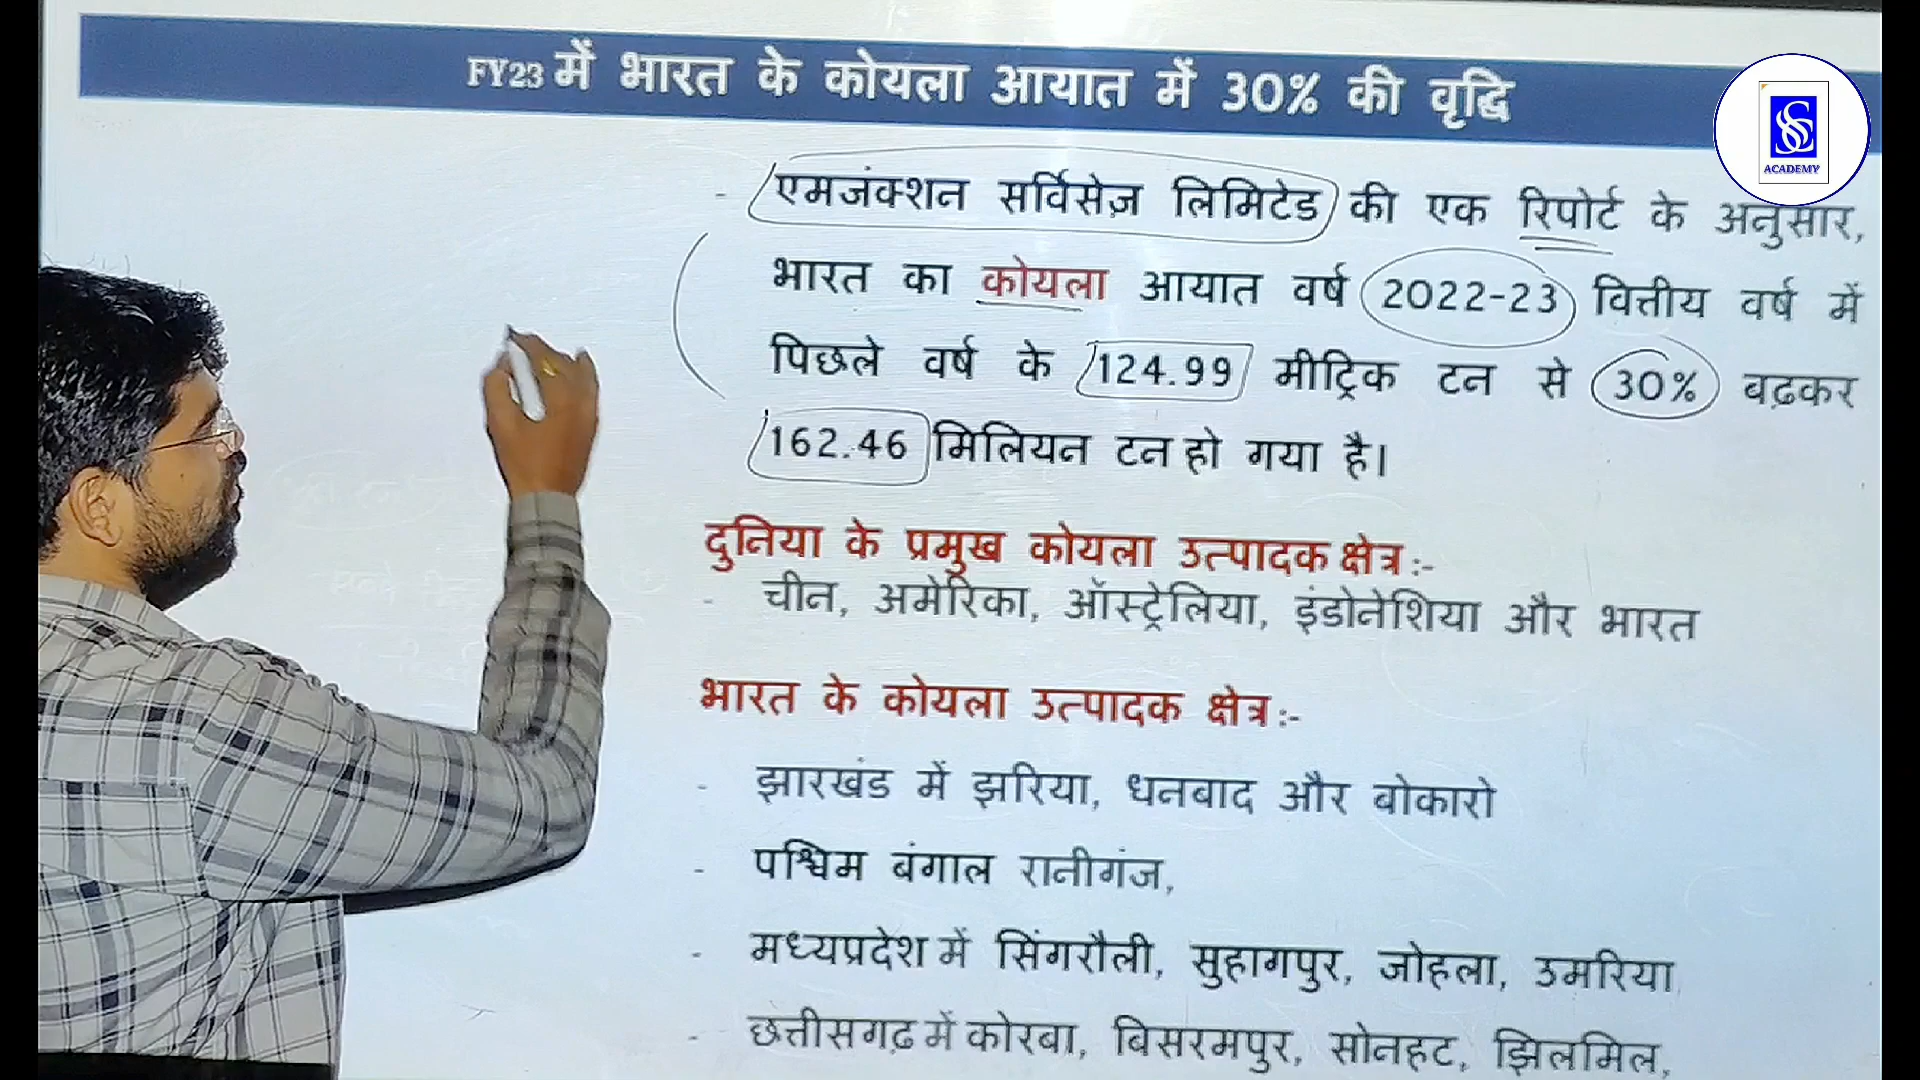 FY23 में भारत के कोयला आयात में 30% की वृद्धि
SS
ACADEMY
- एमजंक्शन सर्विसेज़ लिमिटेड की एक रिपोर्ट के अनुसार,
भारत का कोयला आयात वर्ष 2022-23 वित्तीय वर्ष में
पिछले वर्ष के 124.99 मीट्रिक टन से 30% बढ़कर
162.46 मिलियन टन हो गया है।
दुनिया के प्रमुख कोयला उत्पादक क्षेत्र:-
- चीन, अमेरिका, ऑस्ट्रेलिया, इंडोनेशिया और भारत
भारत के कोयला उत्पादक क्षेत्र:-
- झारखंड में झरिया, धनबाद और बोकारो
- पश्चिम बंगाल रानीगंज,
- मध्यप्रदेश में सिंगरौली, सुहागपुर, जोहला, उमरिया
- छत्तीसगढ़ में कोरबा, बिसरमपुर, सोनहट, झिलमिल,